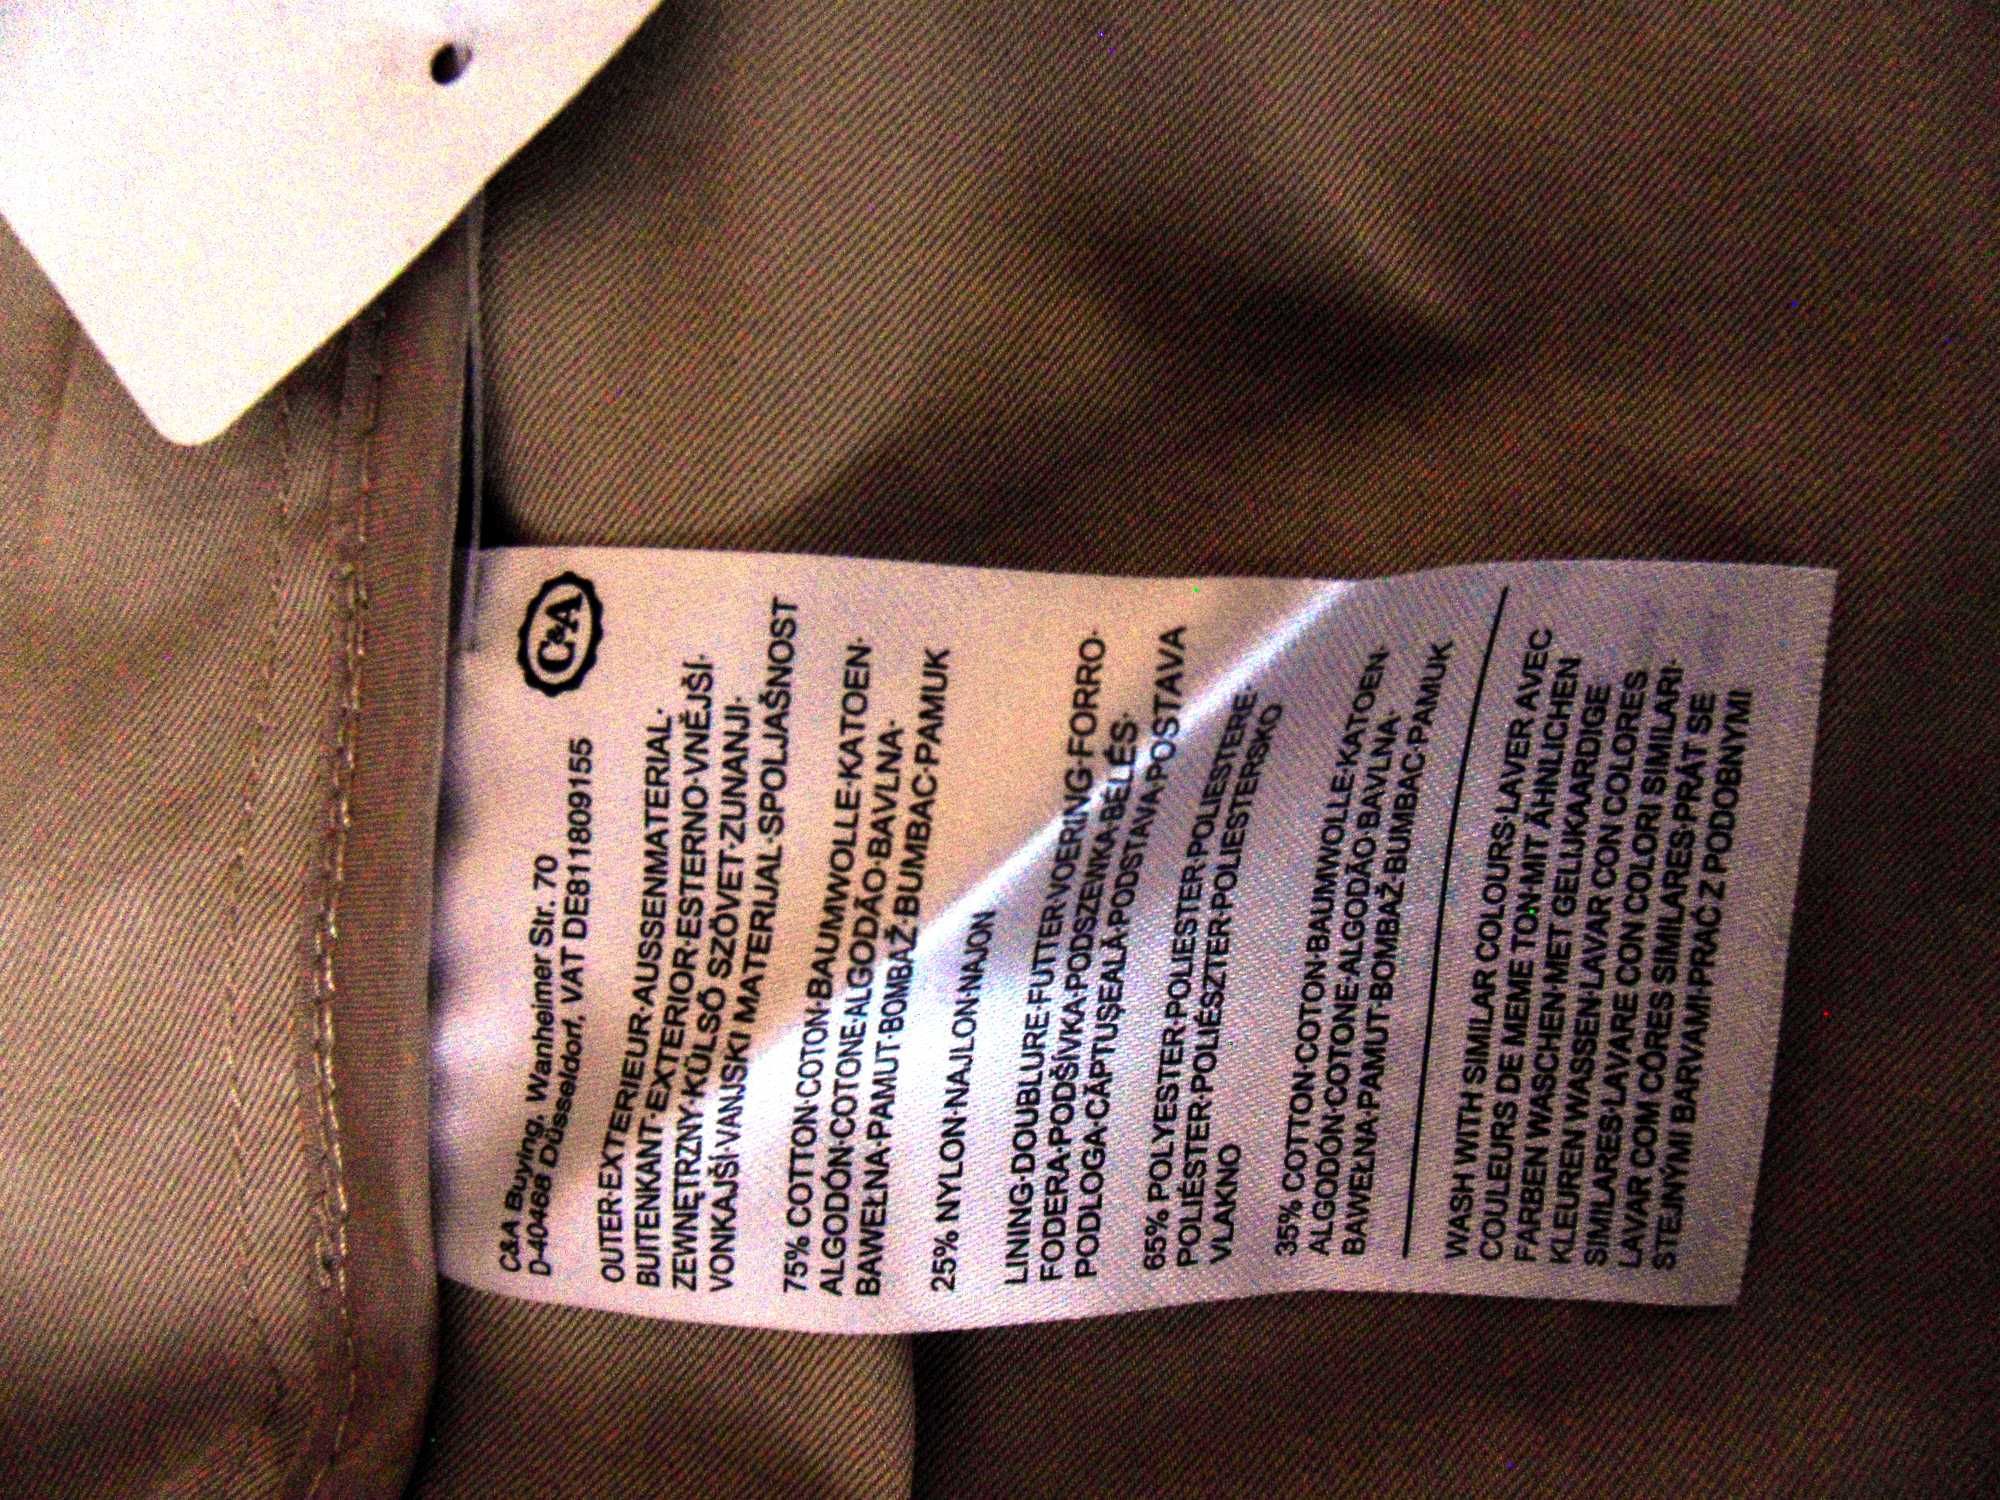 C&A Buying, Wanheimer Str. 70
D-40468 Düsseldorf, VAT DE811809155
C&A
OUTER·EXTERIEUR·AUSSENMATERIAL·
BUITENKANT·EXTERIOR·ESTERNO·VNĚJŠÍ·
ZEWNĘTRZNY·KÜLSŐ SZÖVET·ZUNANJI·
VONKAJŠÍ·VANJSKI MATERIJAL·SPOLJAŠNOST
75% COTTON·COTON·BAUMWOLLE·KATOEN·
ALGODÓN·COTONE·ALGODÃO·BAVLNA·
BAWEŁNA·PAMUT·BOMBAŽ·BUMBAC·PAMUK
25% NYLON·NAJLON·NAJON
LINING·DOUBLURE·FUTTER·VOERING·FORRO·
FODERA·PODŠÍVKA·PODSZEWKA·BÉLÉS·
PODLOGA·CĂPTUŞEALĂ·PODSTAVA·POSTAVA
65% POLYESTER·POLIESTER·POLIESTERE·
POLIÉSTER·POLIÉSZTER·POLIESTERSKO
VLAKNO
35% COTTON·COTON·BAUMWOLLE·KATOEN·
ALGODÓN·COTONE·ALGODÃO·BAVLNA·
BAWEŁNA·PAMUT·BOMBAŽ·BUMBAC·PAMUK
WASH WITH SIMILAR COLOURS·LAVER AVEC
COULEURS DE MEME TON·MIT ÄHNLICHEN
FARBEN WASCHEN·MET GELIJKAARDIGE
KLEUREN WASSEN·LAVAR CON COLORES
SIMILARES·LAVARE CON COLORI SIMILARI·
LAVAR COM CÔRES SIMILARES·PRÁT SE
STEJNÝMI BARVAMI·PRAĆ Z PODOBNYMI